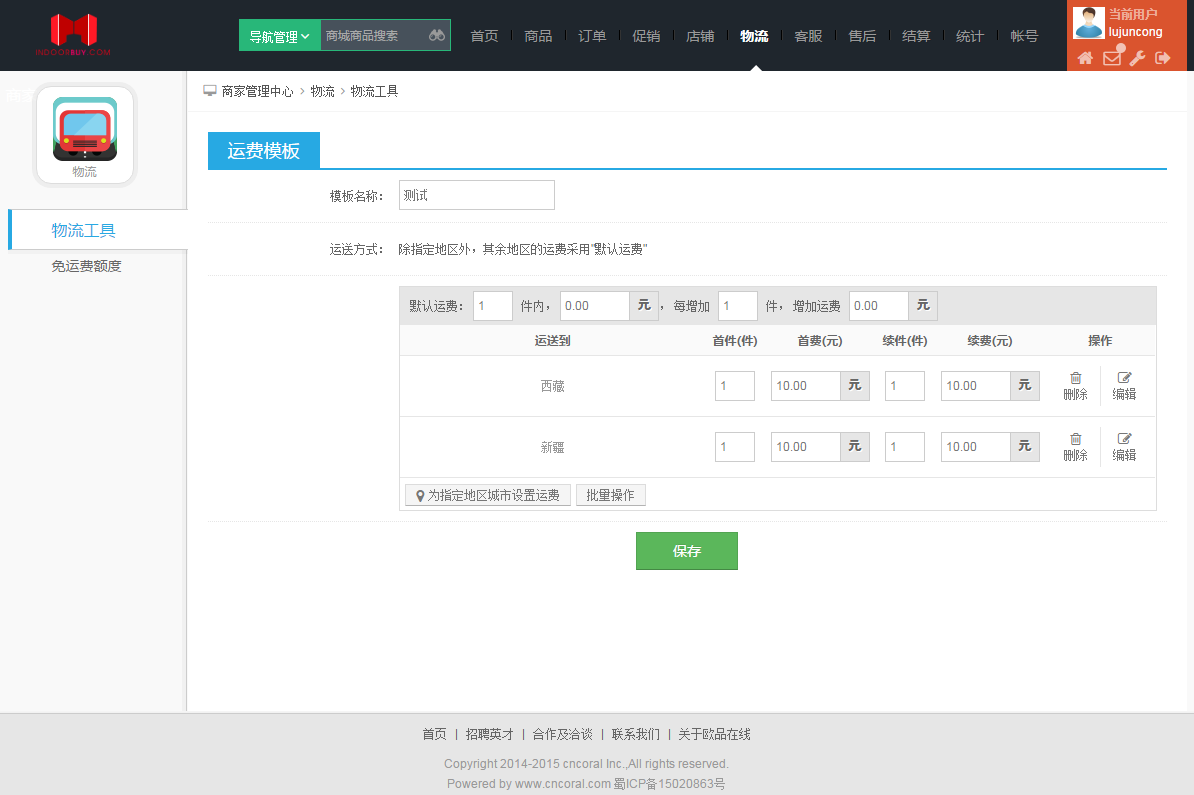 INDOORBUY.COM
导航管理 商城商品搜索 首页 商品 订单 促销 店铺 物流 客服 售后 结算 统计 帐号
当前用户
lujuncong
商家管理中心 > 物流 > 物流工具
物流
物流工具
免运费额度
运费模板
模板名称： 测试
运送方式： 除指定地区外，其余地区的运费采用"默认运费"
默认运费： 1 件内， 0.00 元 ，每增加 1 件， 增加运费 0.00 元
运送到 首件(件) 首费(元) 续件(件) 续费(元) 操作
西藏 1 10.00 元 1 10.00 元 删除 编辑
新疆 1 10.00 元 1 10.00 元 删除 编辑
为指定地区城市设置运费 批量操作
保存
首页 | 招聘英才 | 合作及洽谈 | 联系我们 | 关于欧品在线
Copyright 2014-2015 cncoral Inc.,All rights reserved.
Powered by www.cncoral.com 蜀ICP备15020863号